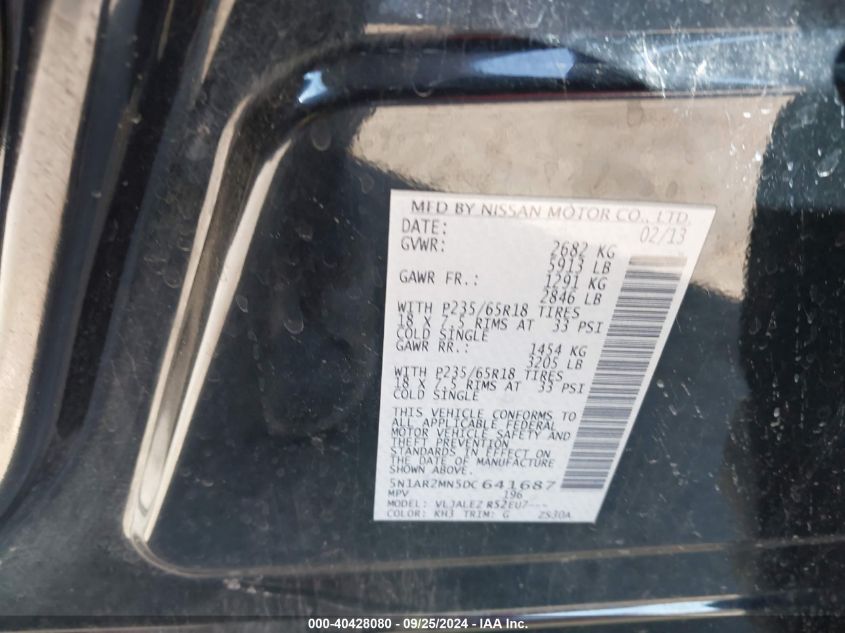 MFD BY NISSAN MOTOR CO., LTD.
DATE: 02/13
GVWR: 2682 KG
5913 LB
GAWR FR.: 1291 KG
2846 LB
WITH P235/65R18 TIRES
18 X 7.5 RIMS AT 33 PSI
COLD SINGLE
GAWR RR.: 1454 KG
3205 LB
WITH P235/65R18 TIRES
18 X 7.5 RIMS AT 33 PSI
COLD SINGLE
THIS VEHICLE CONFORMS TO
ALL APPLICABLE FEDERAL
MOTOR VEHICLE SAFETY AND
THEFT PREVENTION
STANDARDS IN EFFECT ON
THE DATE OF MANUFACTURE
SHOWN ABOVE.
5N1AR2MN5DC641687
MPV 196
MODEL: VLJALEZ R52EU7---
COLOR: KH3 TRIM: G 2S30A
000-40428080 - 09/25/2024 - IAA Inc.